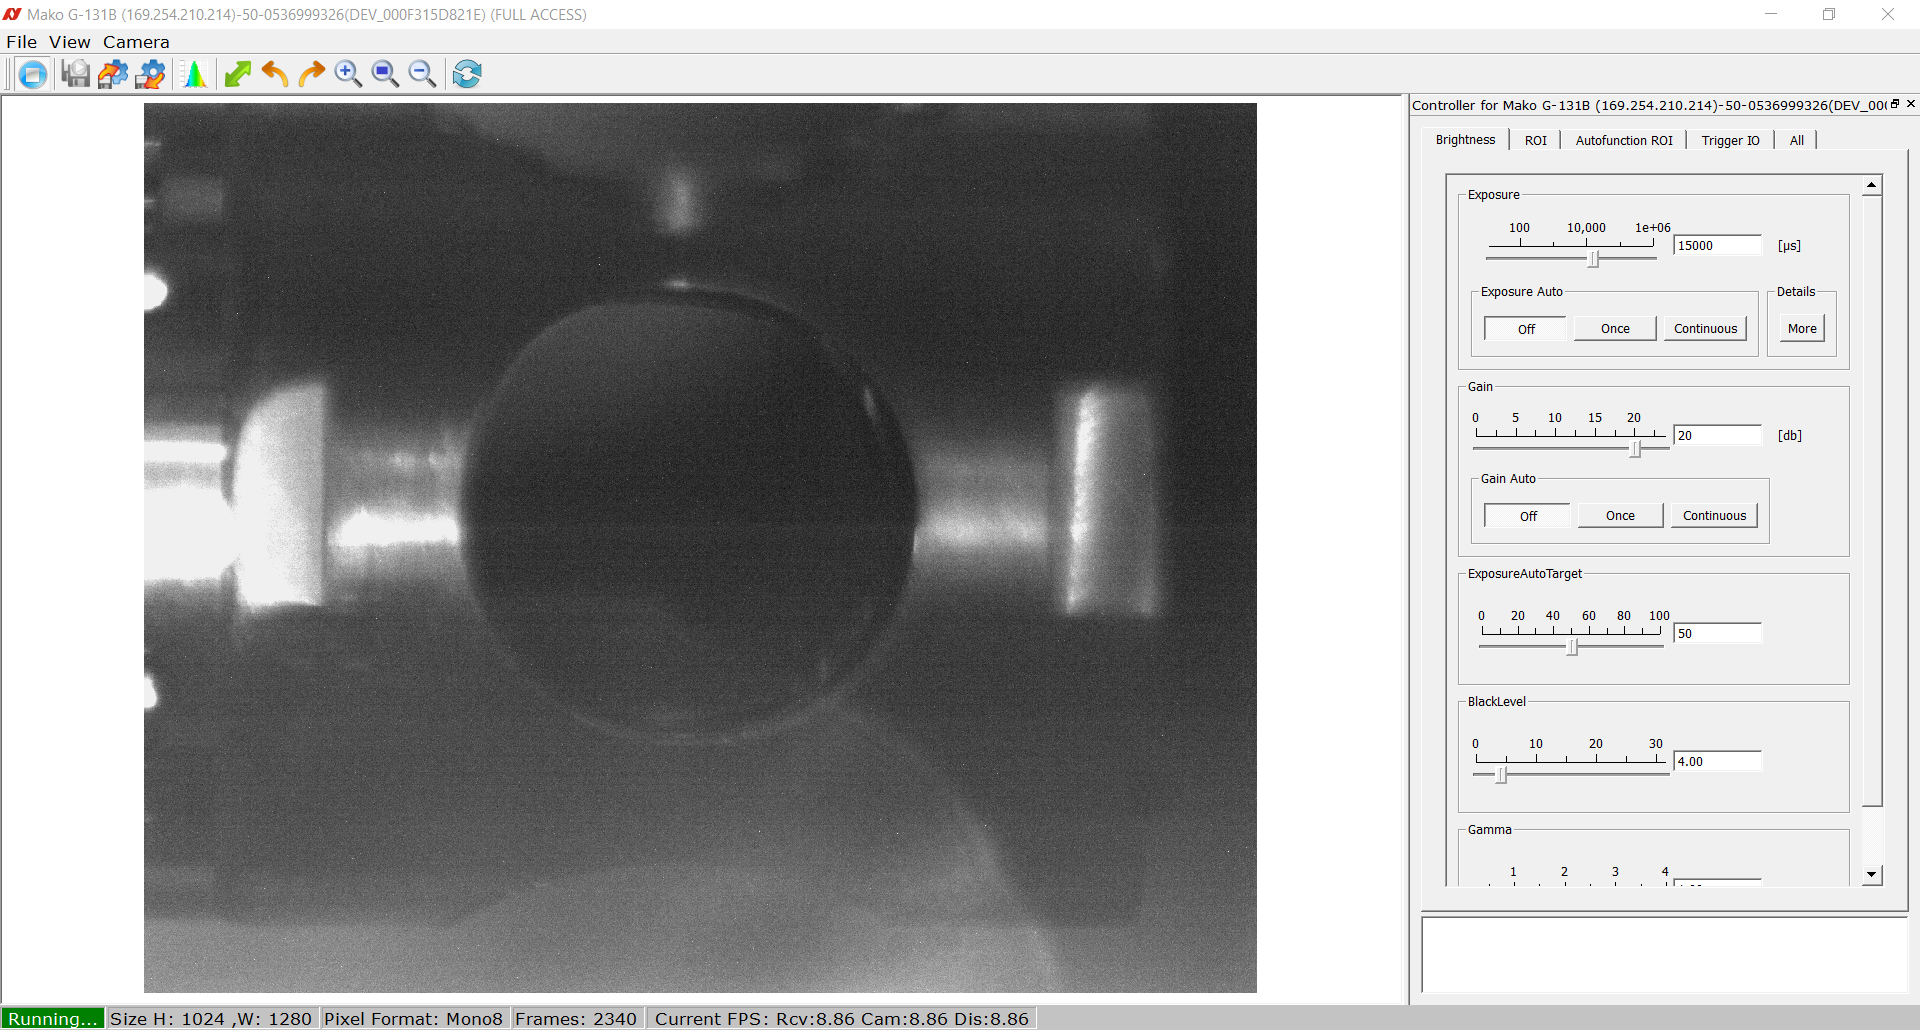 Mako G-131B (169.254.210.214)-50-0536999326(DEV_000F315D821E) (FULL ACCESS)
File View Camera
Controller for Mako G-131B (169.254.210.214)-50-0536999326(DEV_00
Brightness ROI Autofunction ROI Trigger IO All
Exposure
100 10,000 1e+06
15000 [µs]
Exposure Auto Details
Off Once Continuous More
Gain
0 5 10 15 20
20 [db]
Gain Auto
Off Once Continuous
ExposureAutoTarget
0 20 40 60 80 100
50
BlackLevel
0 10 20 30
4.00
Gamma
1 2 3 4
Running... Size H: 1024 ,W: 1280 Pixel Format: Mono8 Frames: 2340 Current FPS: Rcv:8.86 Cam:8.86 Dis:8.86